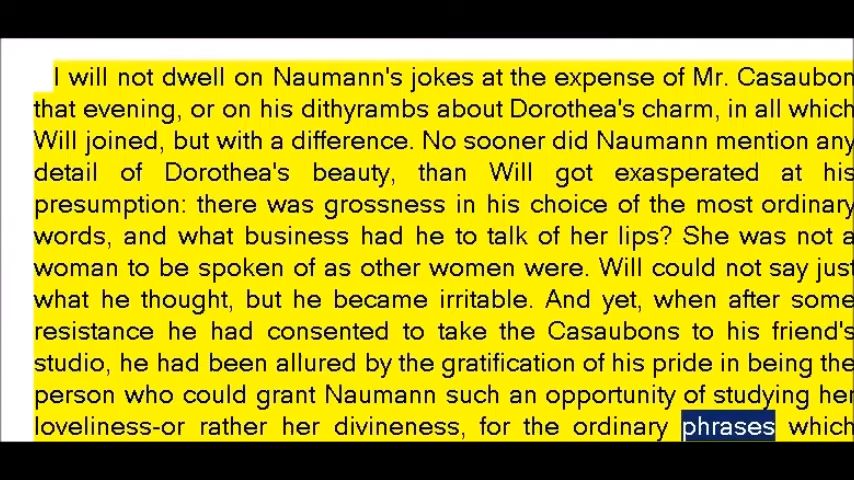 I will not dwell on Naumann's jokes at the expense of Mr. Casaubon
that evening, or on his dithyrambs about Dorothea's charm, in all which
Will joined, but with a difference. No sooner did Naumann mention any
detail of Dorothea's beauty, than Will got exasperated at his
presumption: there was grossness in his choice of the most ordinary
words, and what business had he to talk of her lips? She was not a
woman to be spoken of as other women were. Will could not say just
what he thought, but he became irritable. And yet, when after some
resistance he had consented to take the Casaubons to his friend's
studio, he had been allured by the gratification of his pride in being the
person who could grant Naumann such an opportunity of studying her
loveliness-or rather her divineness, for the ordinary phrases which